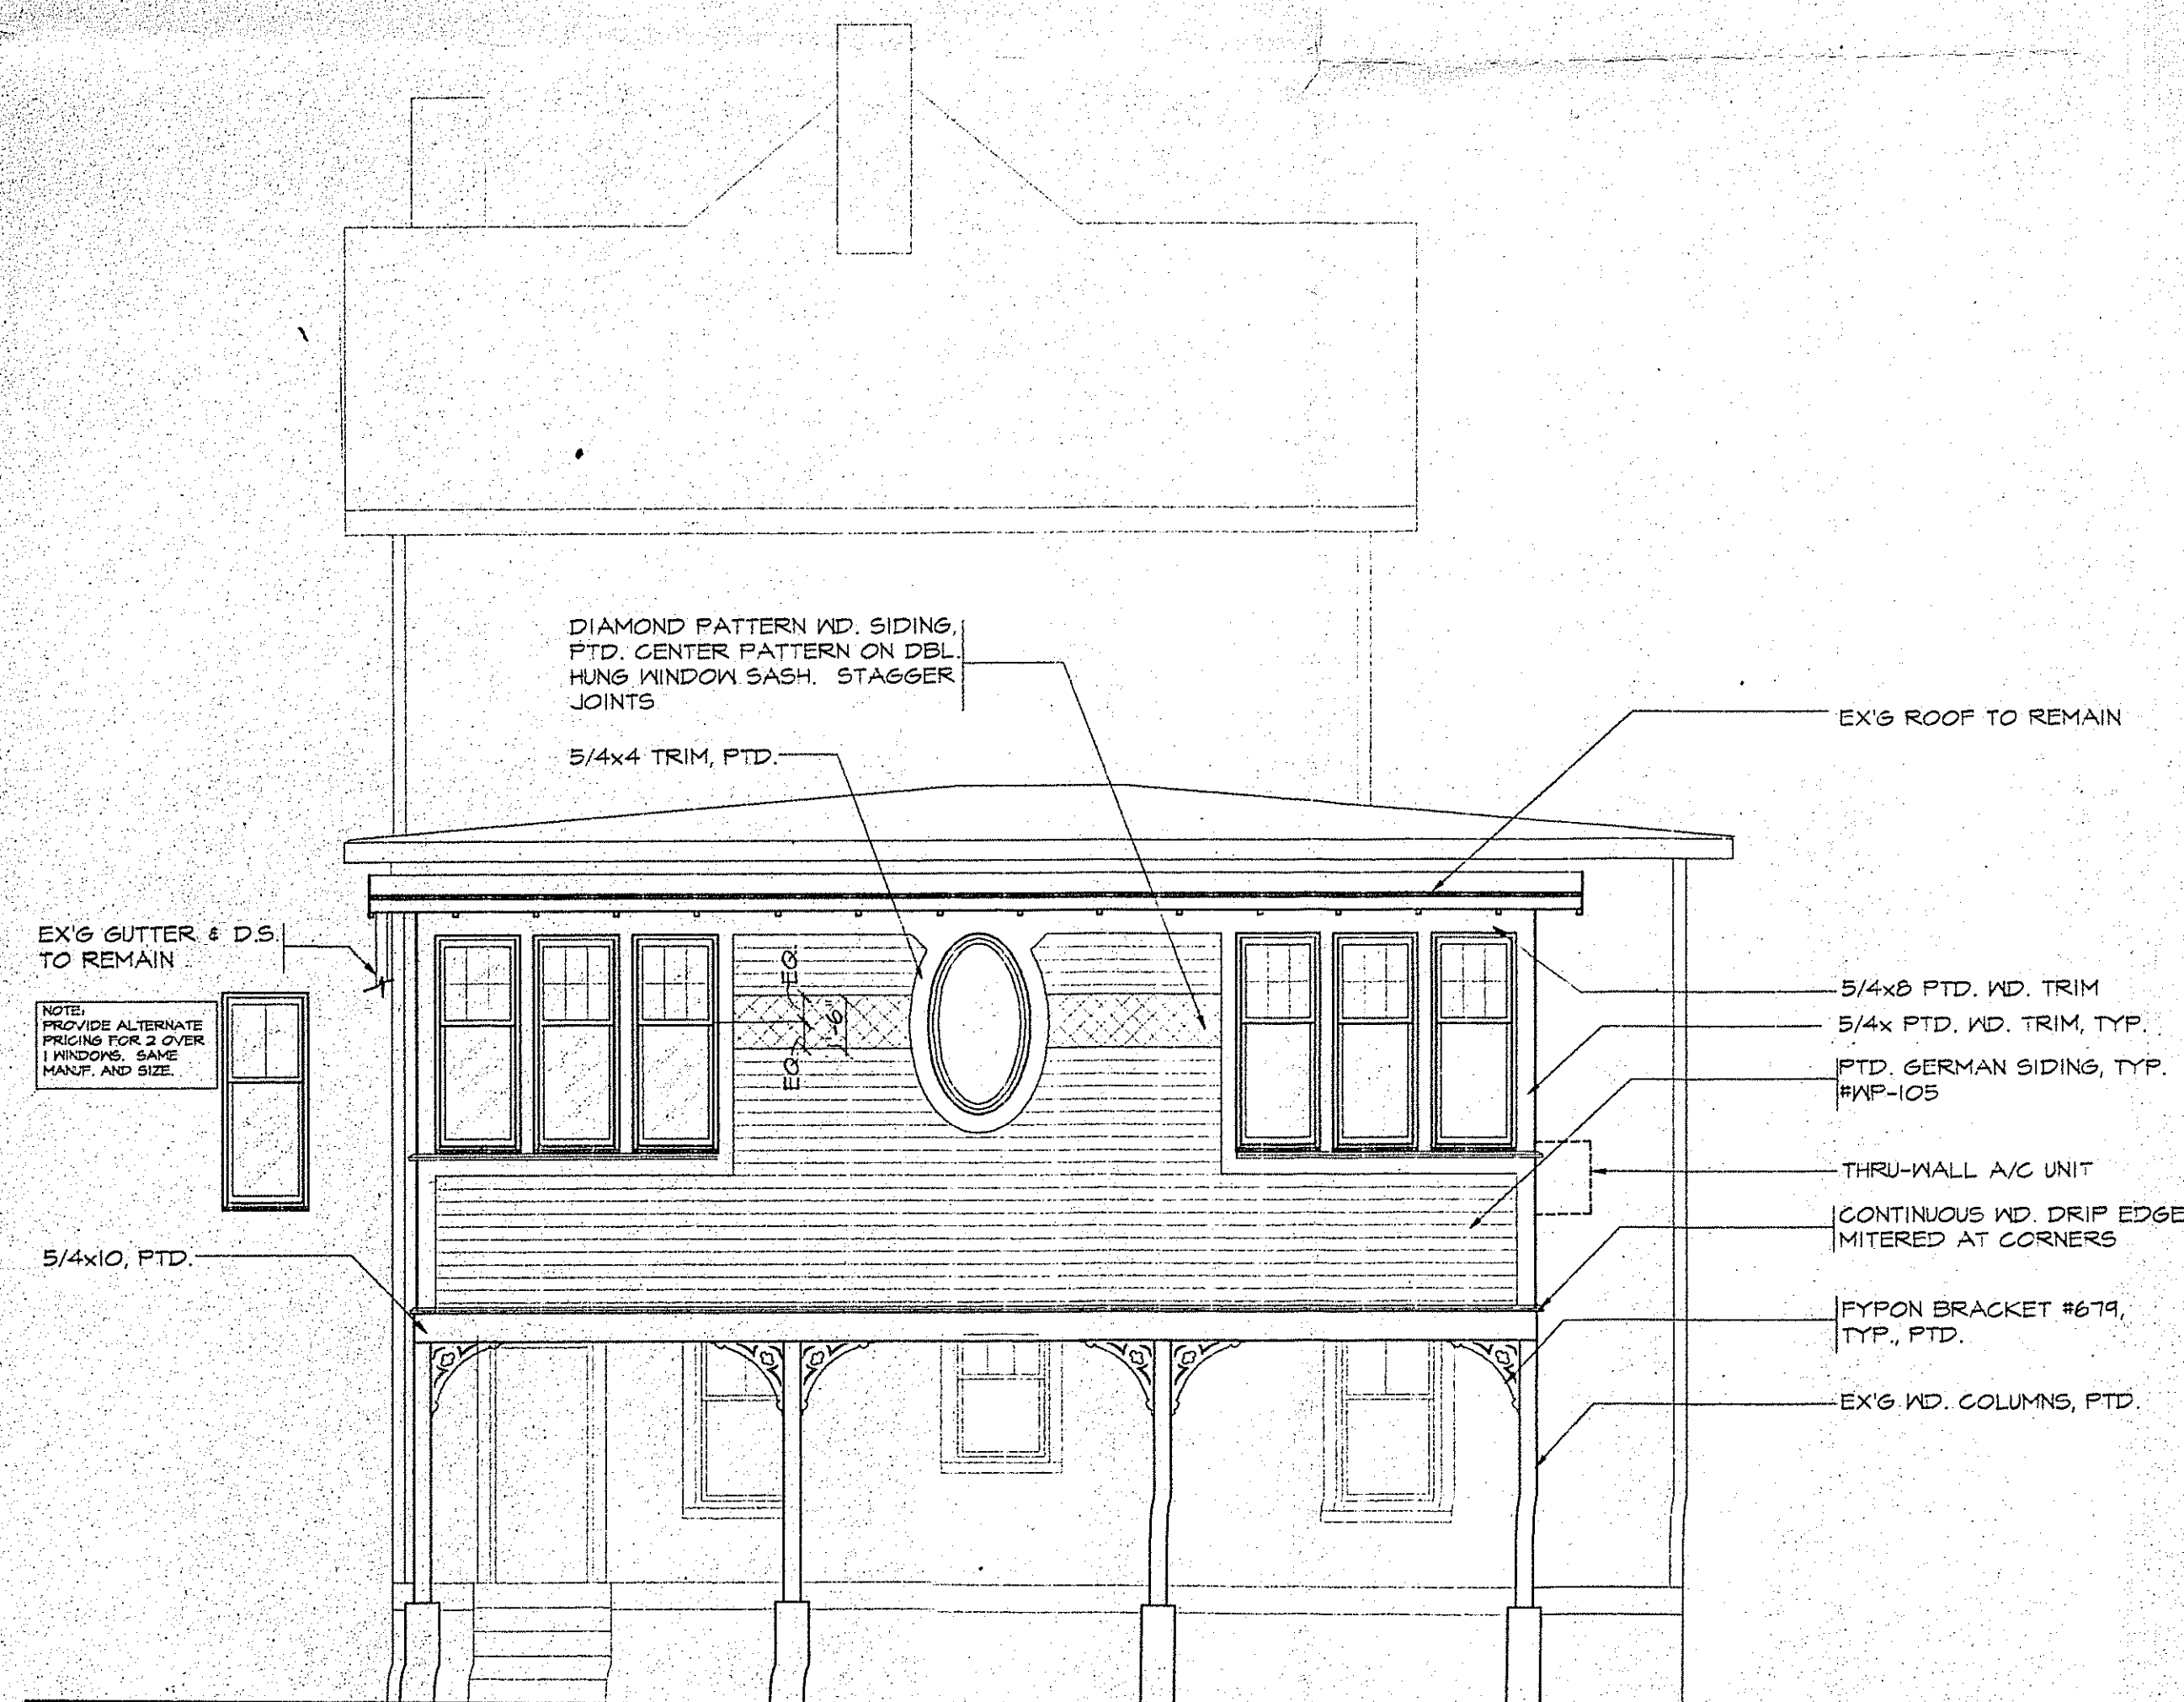 DIAMOND PATTERN WD. SIDING,
PTD. CENTER PATTERN ON DBL.
HUNG WINDOW SASH. STAGGER
JOINTS
5/4x4 TRIM, PTD.
EX'G ROOF TO REMAIN
EX'G GUTTER & D.S.
TO REMAIN
NOTE:
PROVIDE ALTERNATE
PRICING FOR 2 OVER
1 WINDOWS. SAME
MANUF. AND SIZE.
EQ.
1'-6"
EQ.
5/4x8 PTD. WD. TRIM
5/4x PTD. WD. TRIM, TYP.
PTD. GERMAN SIDING, TYP.
#WP-105
THRU-WALL A/C UNIT
CONTINUOUS WD. DRIP EDGE
MITERED AT CORNERS
5/4x10, PTD.
FYPON BRACKET #679,
TYP., PTD.
EX'G WD. COLUMNS, PTD.